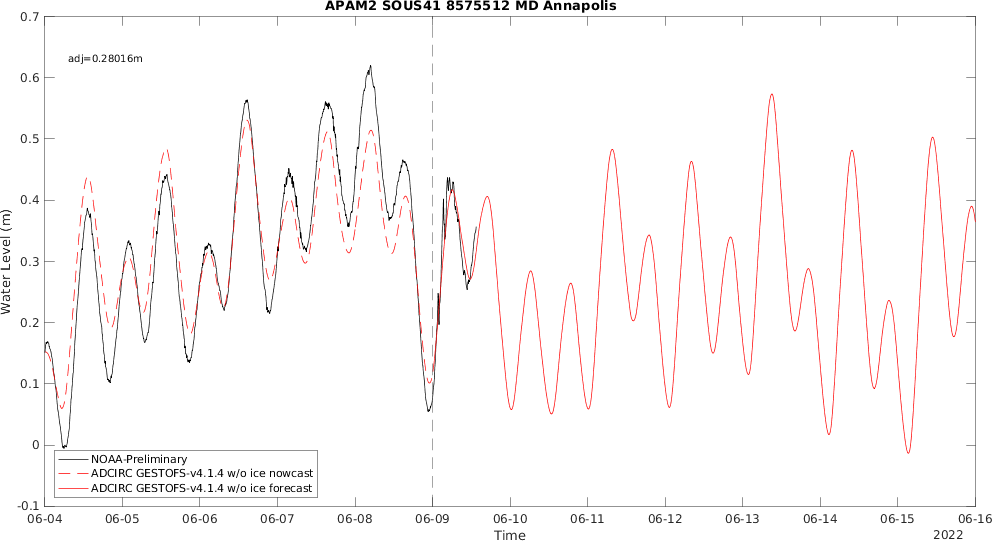 APAM2 SOUS41 8575512 MD Annapolis
adj=0.28016m
0.7
0.6
0.5
0.4
0.3
0.2
0.1
0
-0.1
Water Level (m)
NOAA-Preliminary
ADCIRC GESTOFS-v4.1.4 w/o ice nowcast
ADCIRC GESTOFS-v4.1.4 w/o ice forecast
06-04 06-05 06-06 06-07 06-08 06-09 06-10 06-11 06-12 06-13 06-14 06-15 06-16
Time
2022